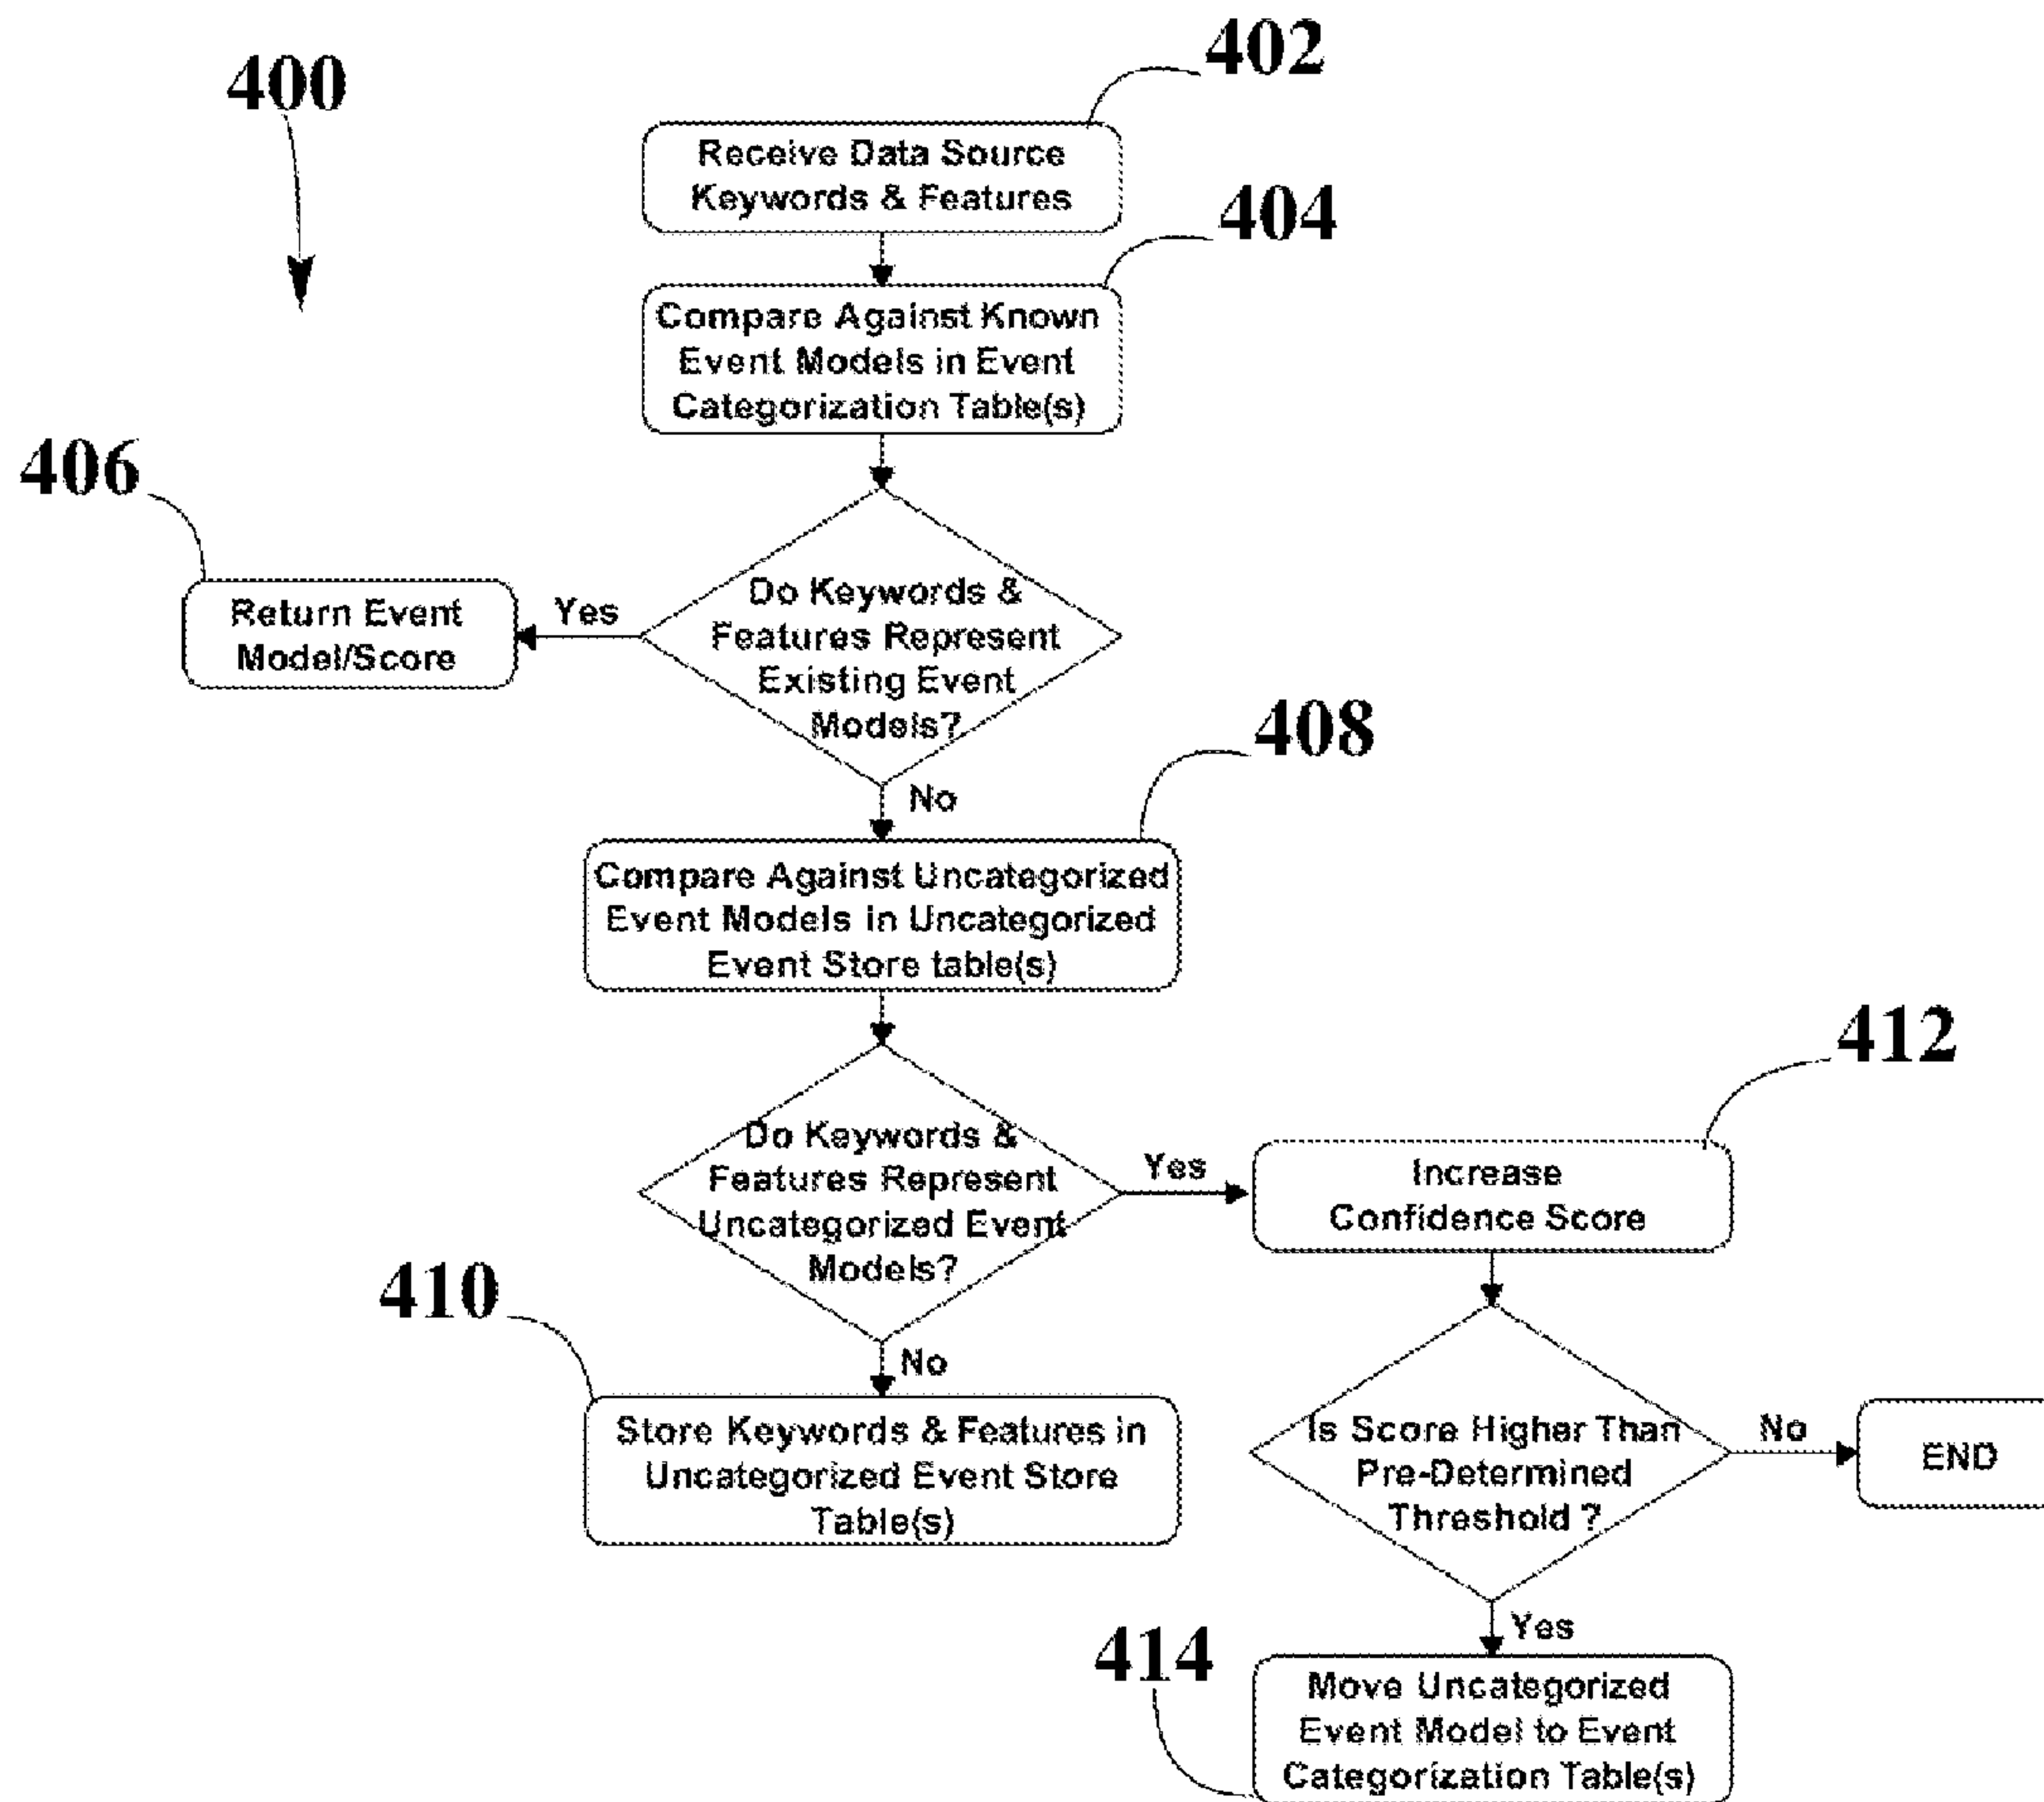 400
402
Receive Data Source
Keywords & Features
404
Compare Against Known
Event Models in Event
Categorization Table(s)
406
Return Event
Model/Score
Yes
Do Keywords &
Features Represent
Existing Event
Models?
No
408
Compare Against Uncategorized
Event Models in Uncategorized
Event Store table(s)
Do Keywords &
Features Represent
Uncategorized Event
Models?
Yes
412
Increase
Confidence Score
410
No
Store Keywords & Features in
Uncategorized Event Store
Table(s)
Is Score Higher Than
Pre-Determined
Threshold ?
No
END
Yes
414
Move Uncategorized
Event Model to Event
Categorization Table(s)